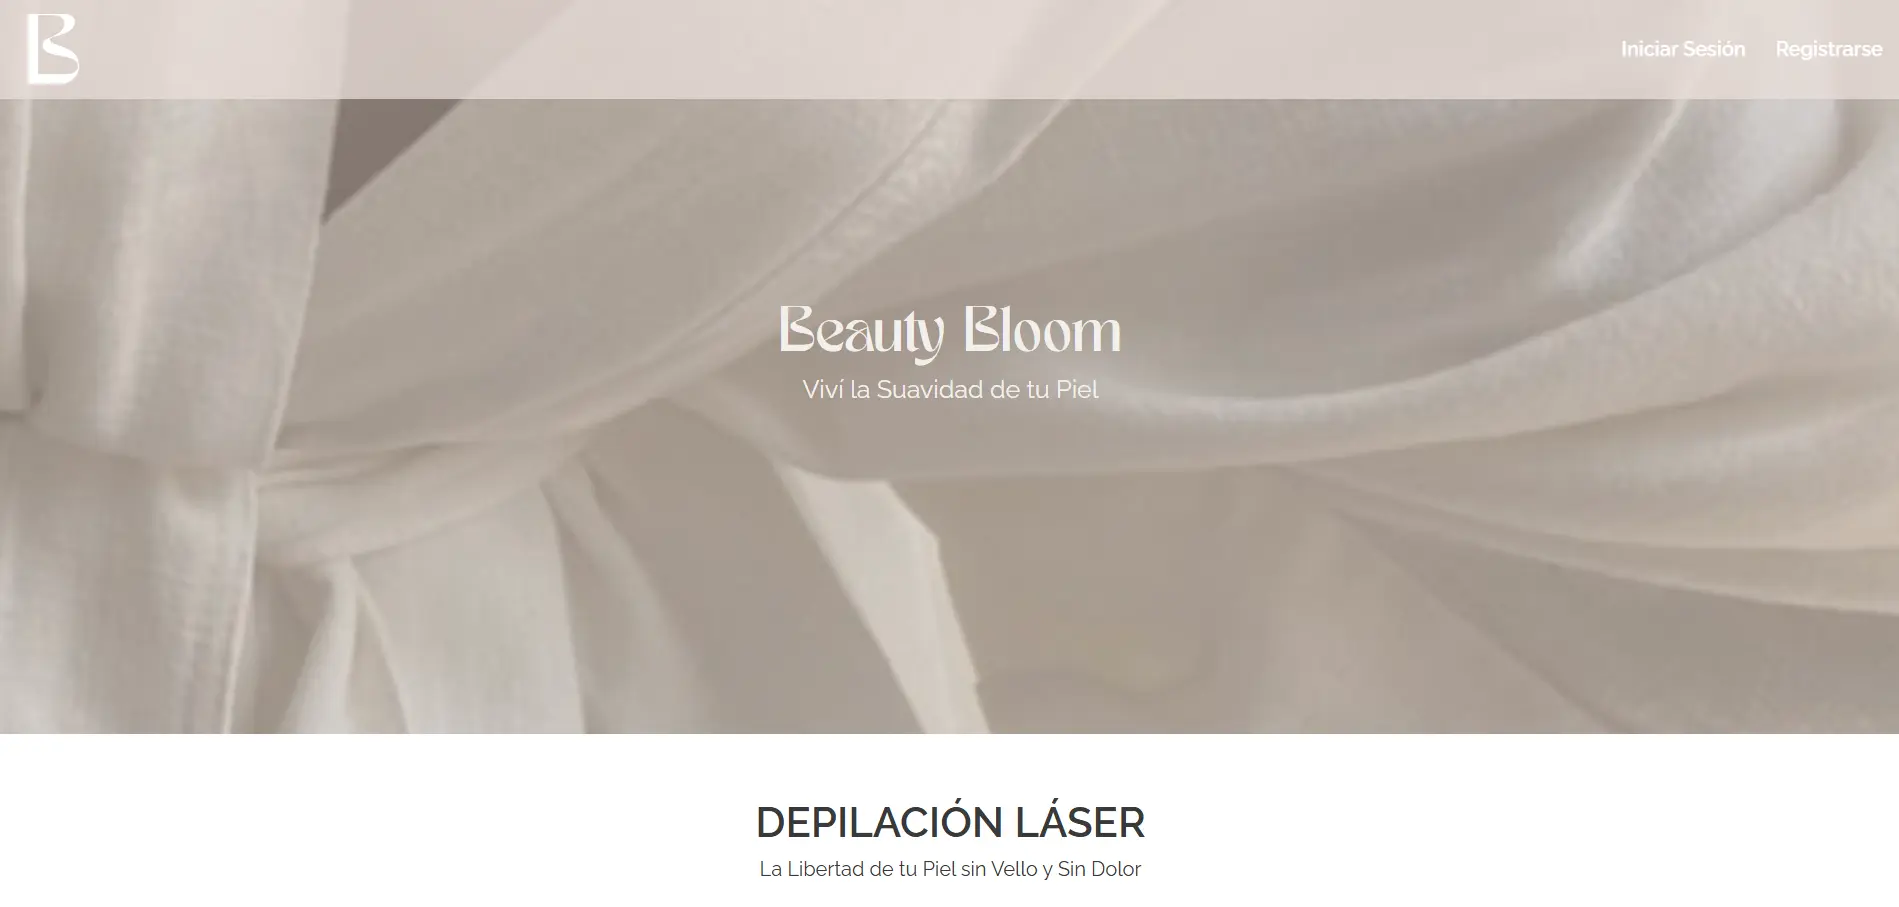 B
Iniciar Sesión
Registrarse
Beauty Bloom
Viví la Suavidad de tu Piel
DEPILACIÓN LÁSER
La Libertad de tu Piel sin Vello y Sin Dolor